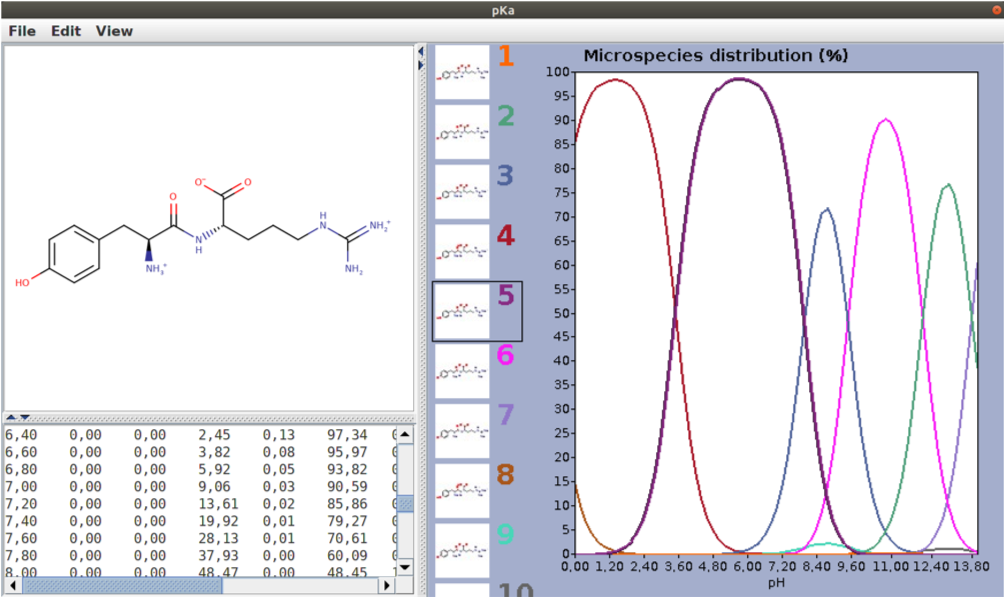 pKa
File Edit View
O⁻ O
O H
N NH₂⁺
N
H
HO NH₃⁺ NH₂
6,40 0,00 0,00 2,45 0,13 97,34
6,60 0,00 0,00 3,82 0,08 95,97
6,80 0,00 0,00 5,92 0,05 93,82
7,00 0,00 0,00 9,06 0,03 90,59
7,20 0,00 0,00 13,61 0,02 85,86
7,40 0,00 0,00 19,92 0,01 79,27
7,60 0,00 0,00 28,13 0,01 70,61
7,80 0,00 0,00 37,93 0,00 60,09
8,00 0,00 0,00 48,47 0,00 48,45
1
2
3
4
5
6
7
8
9
10
Microspecies distribution (%)
100
95
90
85
80
75
70
65
60
55
50
45
40
35
30
25
20
15
10
5
0
0,00 1,20 2,40 3,60 4,80 6,00 7,20 8,40 9,60 11,00 12,40 13,80
pH